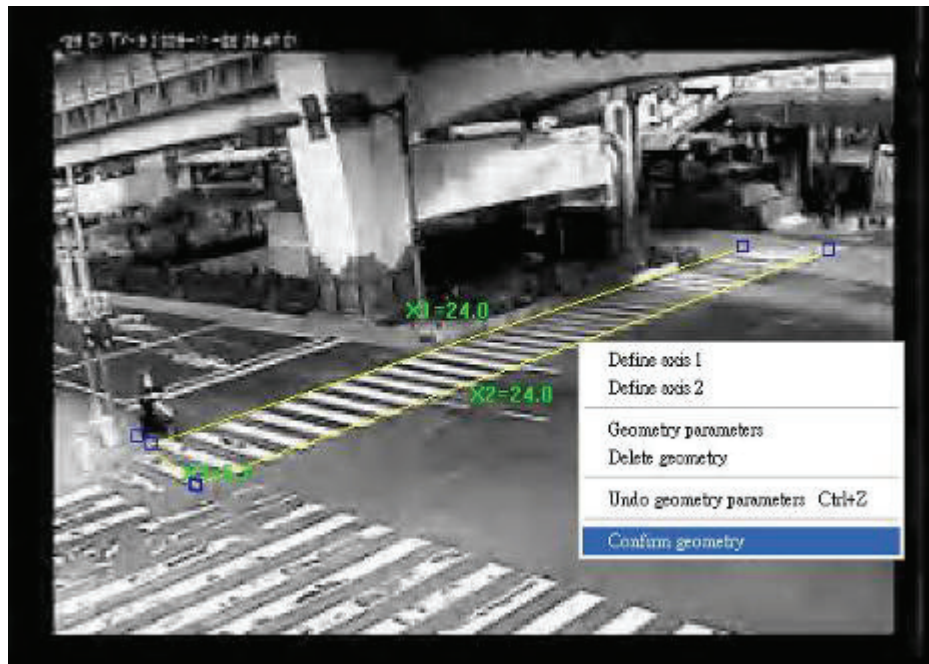 X1=24.0
X2=24.0
Define axis 1
Define axis 2
Geometry parameters
Delete geometry
Undo geometry parameters Ctrl+Z
Confirm geometry